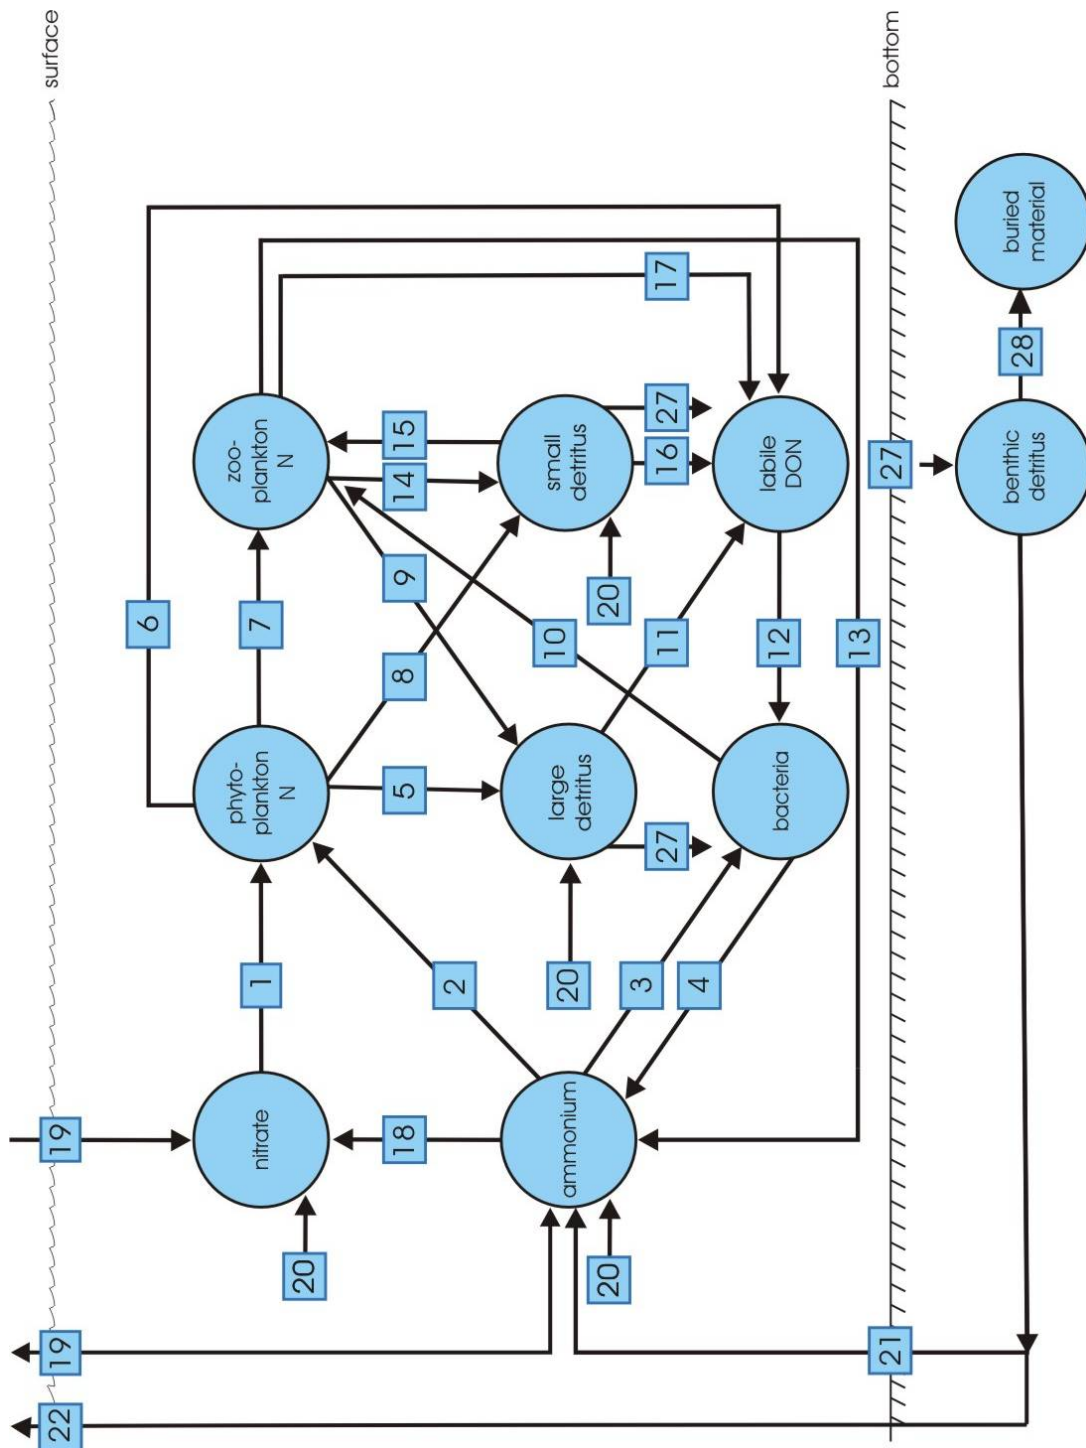 surface
22
19
19
20
nitrate
1
phyto-
plankton
N
7
zoo-
plankton
N
6
18
2
5
8
9
14
15
20
ammonium
20
large
detritus
10
20
small
detritus
3
4
27
11
16
27
17
bacteria
12
labile
DON
13
21
27
bottom
benthic
detritus
28
buried
material